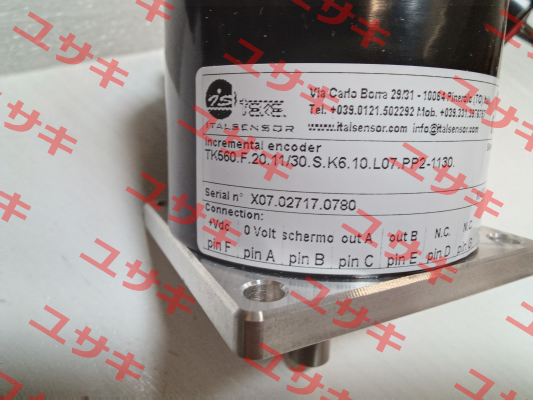 ユサキ
Via Carlo Borra 29/31 - 10064 Pinerolo (TO)
Tel. +039.0121.502292 Mob.
ITALSENSOR
www.italsensor.com info@italsensor.com
Incremental encoder
TK560.F.20.11/30.S.K6.10.L07.PP2-1130.
Serial n° X07.02717.0780
Connection:
+Vdc 0 Volt schermo out A out B N.C. N.C.
pin F pin A pin B pin C pin E pin D pin